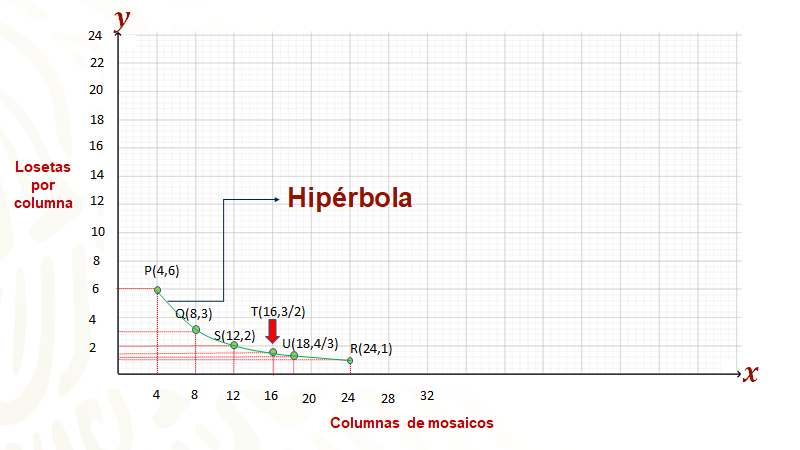 y
24
22
20
18
16
14
12
10
8
6
4
2
Losetas
por
columna
Hipérbola
P(4,6)
Q(8,3)
S(12,2)
T(16,3/2)
U(18,4/3)
R(24,1)
x
4
8
12
16
20
24
28
32
Columnas de mosaicos